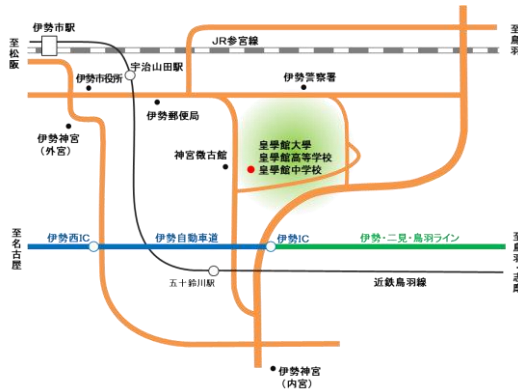 伊勢市駅
JR参宮線
至松阪
至鳥羽
宇治山田駅
伊勢市役所
伊勢警察署
伊勢郵便局
伊勢神宮
(外宮)
神宮徴古館
皇學館大學
皇學館高等学校
皇學館中学校
至名古屋
伊勢西IC
伊勢自動車道
伊勢IC
伊勢・二見・鳥羽ライン
至鳥羽・志摩
五十鈴川駅
近鉄鳥羽線
伊勢神宮
(内宮)